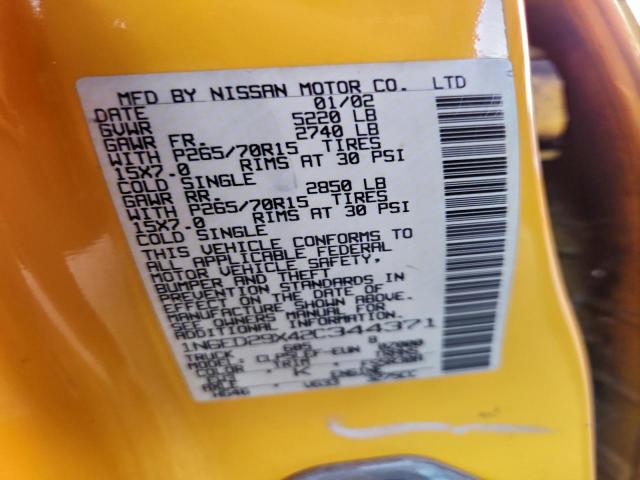 MFD BY NISSAN MOTOR CO. LTD
DATE 01/02
GVWR 5220 LB
GAWR FR. 2740 LB
WITH P265/70R15 TIRES
15X7.0 RIMS AT 30 PSI
COLD SINGLE
GAWR RR. 2850 LB
WITH P265/70R15 TIRES
15X7.0 RIMS AT 30 PSI
COLD SINGLE
THIS VEHICLE CONFORMS TO
ALL APPLICABLE FEDERAL
MOTOR VEHICLE SAFETY,
BUMPER AND THEFT
PREVENTION STANDARDS IN
EFFECT ON THE DATE OF
MANUFACTURE SHOWN ABOVE.
SEE OWNERS MANUAL FOR
ADDITIONAL INFORMATION
1N6ED29X42C344371
TRUCK
MODEL
TRIM K